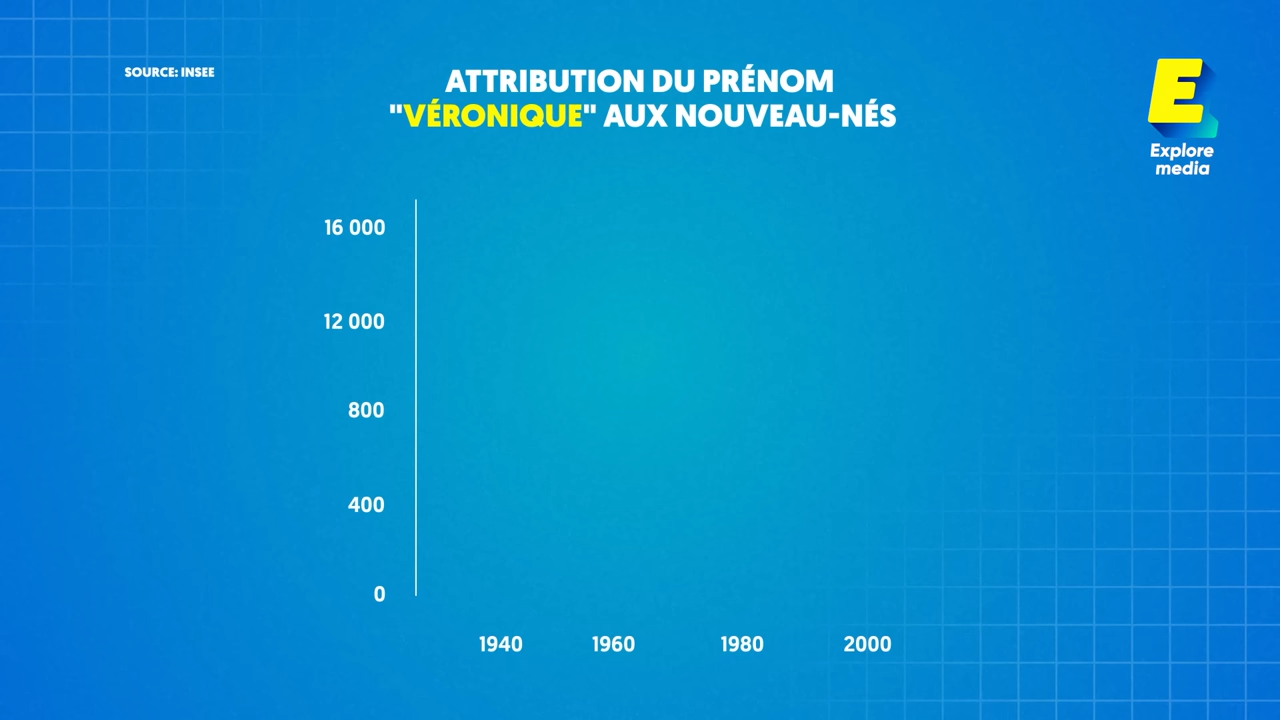 SOURCE: INSEE
ATTRIBUTION DU PRÉNOM
"VÉRONIQUE" AUX NOUVEAU-NÉS
E
Explore
media
16 000
12 000
800
400
0
1940 1960 1980 2000